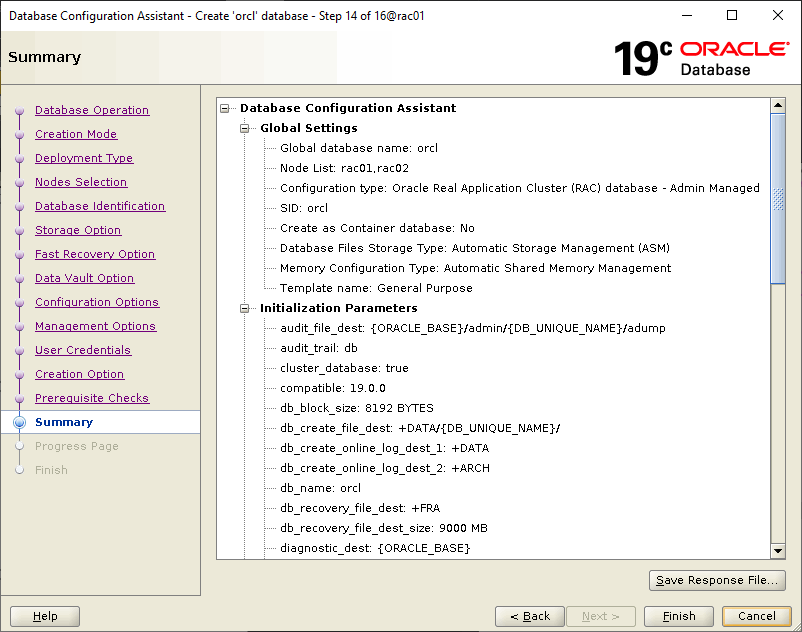 Database Configuration Assistant - Create 'orcl' database - Step 14 of 16@rac01
Summary
19c ORACLE
Database
Database Operation
Creation Mode
Deployment Type
Nodes Selection
Database Identification
Storage Option
Fast Recovery Option
Data Vault Option
Configuration Options
Management Options
User Credentials
Creation Option
Prerequisite Checks
Summary
Progress Page
Finish
Database Configuration Assistant
Global Settings
Global database name: orcl
Node List: rac01,rac02
Configuration type: Oracle Real Application Cluster (RAC) database - Admin Managed
SID: orcl
Create as Container database: No
Database Files Storage Type: Automatic Storage Management (ASM)
Memory Configuration Type: Automatic Shared Memory Management
Template name: General Purpose
Initialization Parameters
audit_file_dest: {ORACLE_BASE}/admin/{DB_UNIQUE_NAME}/adump
audit_trail: db
cluster_database: true
compatible: 19.0.0
db_block_size: 8192 BYTES
db_create_file_dest: +DATA/{DB_UNIQUE_NAME}/
db_create_online_log_dest_1: +DATA
db_create_online_log_dest_2: +ARCH
db_name: orcl
db_recovery_file_dest: +FRA
db_recovery_file_dest_size: 9000 MB
diagnostic_dest: {ORACLE_BASE}
Save Response File...
Help
< Back
Next >
Finish
Cancel